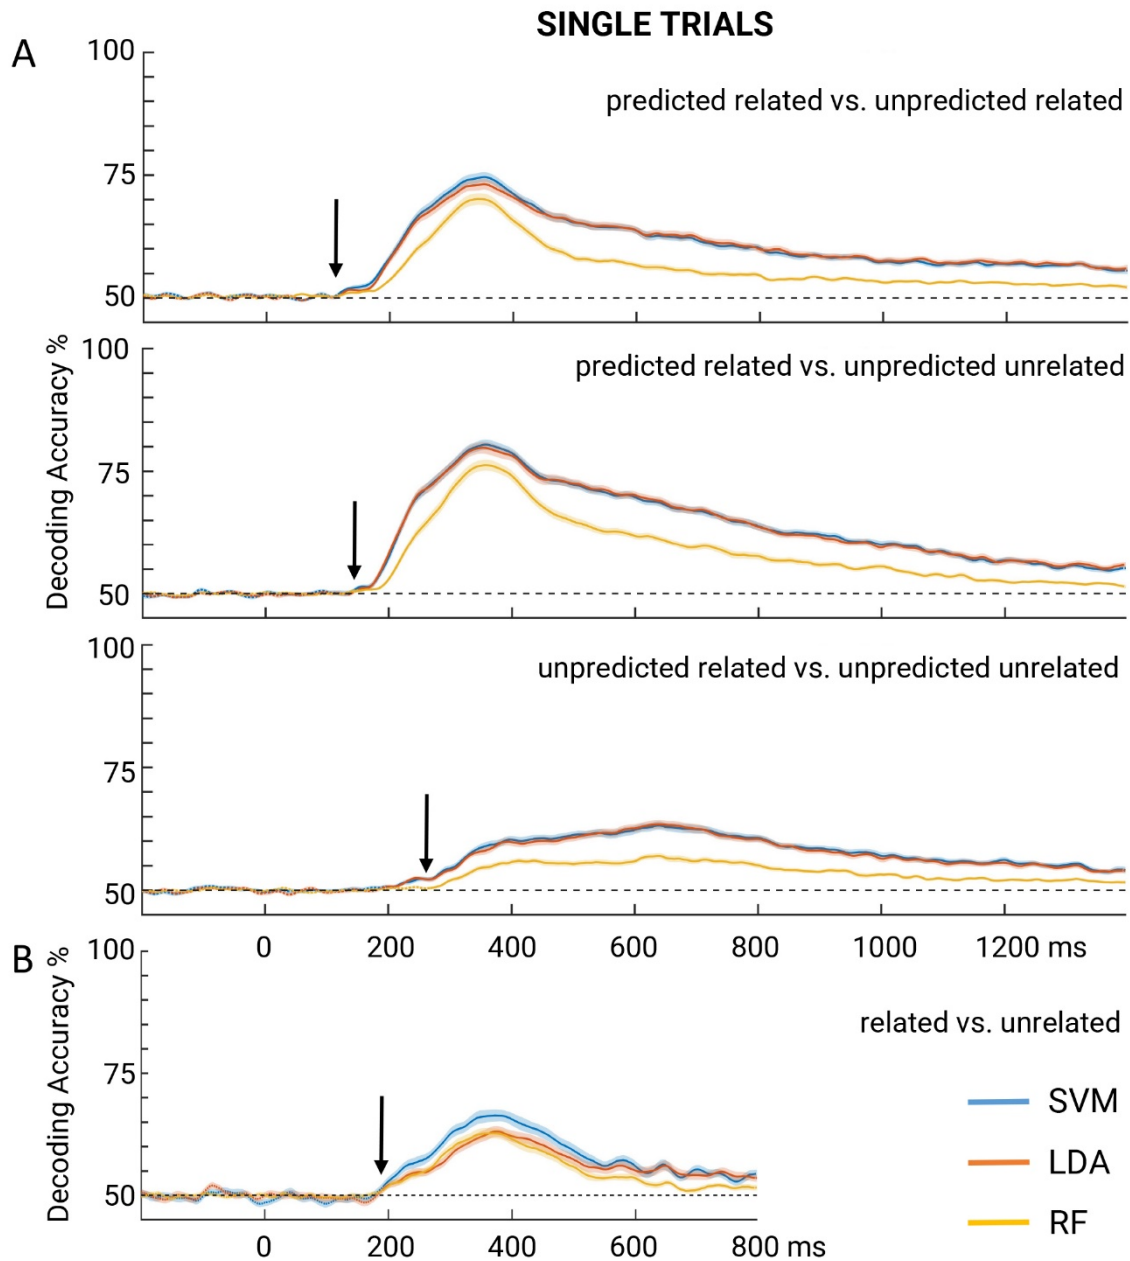 SINGLE TRIALS
A
100
75
50
predicted related vs. unpredicted related
Decoding Accuracy %
100
75
50
predicted related vs. unpredicted unrelated
100
75
50
unpredicted related vs. unpredicted unrelated
0 200 400 600 800 1000 1200 ms
B
Decoding Accuracy %
100
75
50
related vs. unrelated
SVM
LDA
RF
0 200 400 600 800 ms